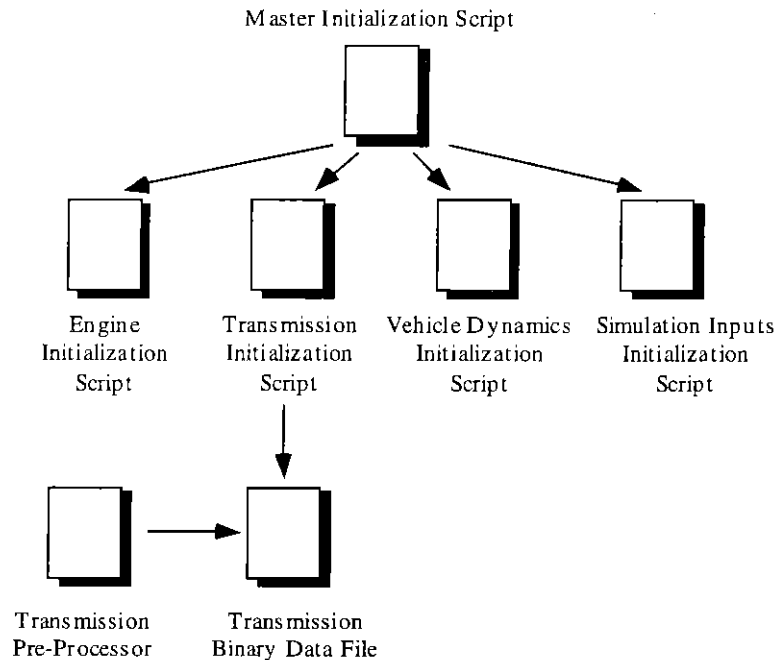 Master Initialization Script
Engine
Initialization
Script
Transmission
Initialization
Script
Vehicle Dynamics
Initialization
Script
Simulation Inputs
Initialization
Script
Transmission
Pre-Processor
Transmission
Binary Data File